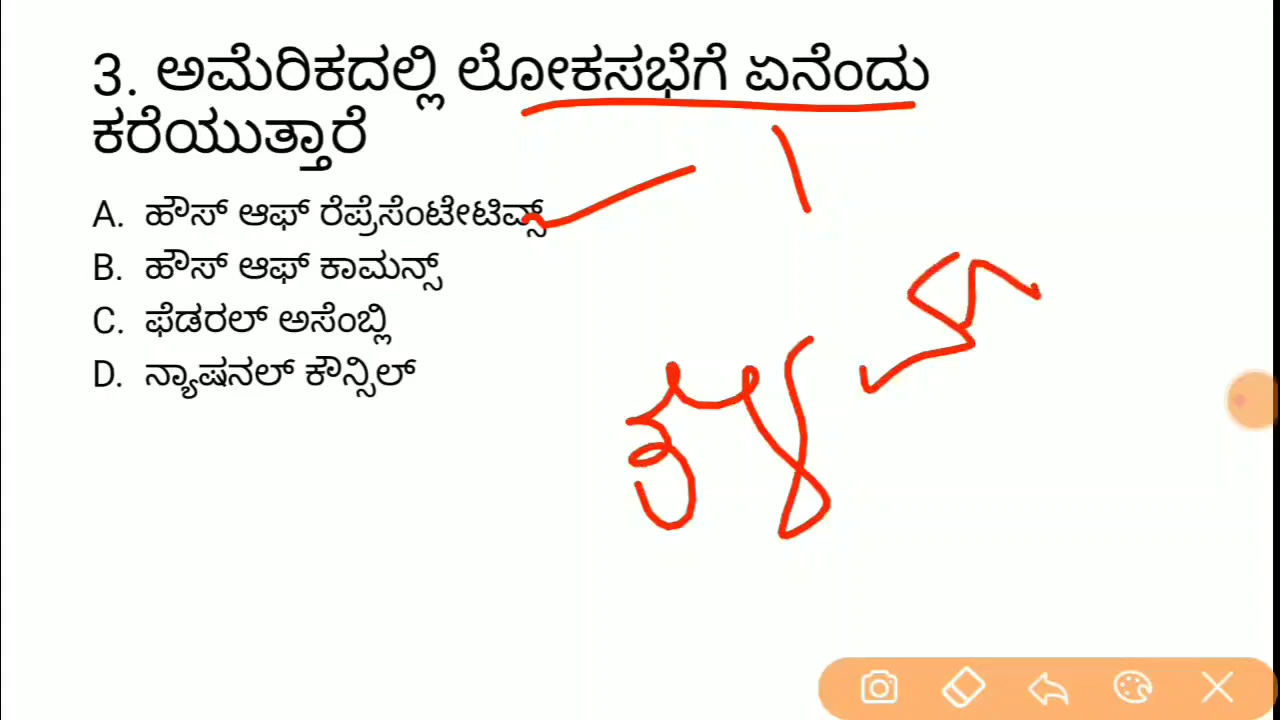 3. ಅಮೆರಿಕದಲ್ಲಿ ಲೋಕಸಭೆಗೆ ಏನೆಂದು
ಕರೆಯುತ್ತಾರೆ
A. ಹೌಸ್ ಆಫ್ ರೆಪ್ರೆಸೆಂಟೇಟಿವ್ಸ್
B. ಹೌಸ್ ಆಫ್ ಕಾಮನ್ಸ್
C. ಫೆಡರಲ್ ಅಸೆಂಬ್ಲಿ
D. ನ್ಯಾಷನಲ್ ಕೌನ್ಸಿಲ್